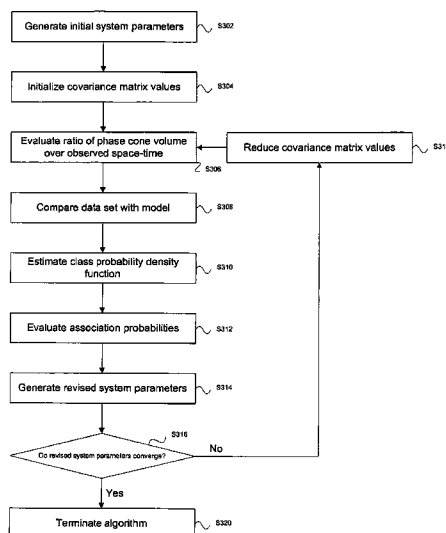 Generate initial system parameters
S302
Initialize covariance matrix values
S304
Evaluate ratio of phase cone volume
over observed space-time
S306
Reduce covariance matrix values
S31
Compare data set with model
S308
Estimate class probability density
function
S310
Evaluate association probabilities
S312
Generate revised system parameters
S314
S316
Do revised system parameters converge?
No
Yes
Terminate algorithm
S320